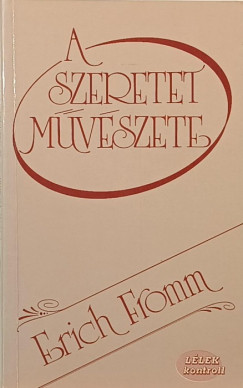 A
SZERETET
MŰVÉSZETE
Erich Fromm
LÉLEK
kontroll